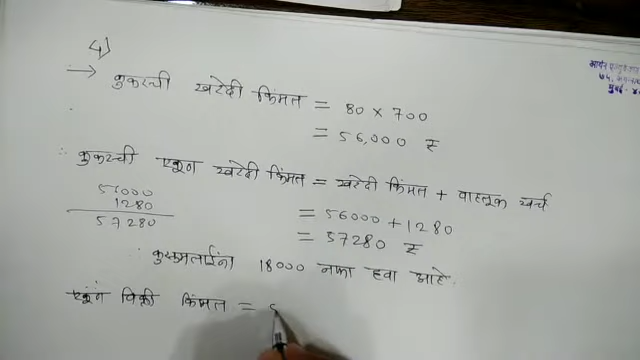 4)
→ कुकरची खरेदी किंमत = 80 × 700
= 56,000 ₹
∴ कुकरची एकूण खरेदी किंमत = खरेदी किंमत + वाहतूक खर्च
56000
1280
57280
= 56000 + 1280
= 57280 ₹
∴ कुसुमताईंना 18000 नफा हवा आहे.
एकूण विक्री किंमत =